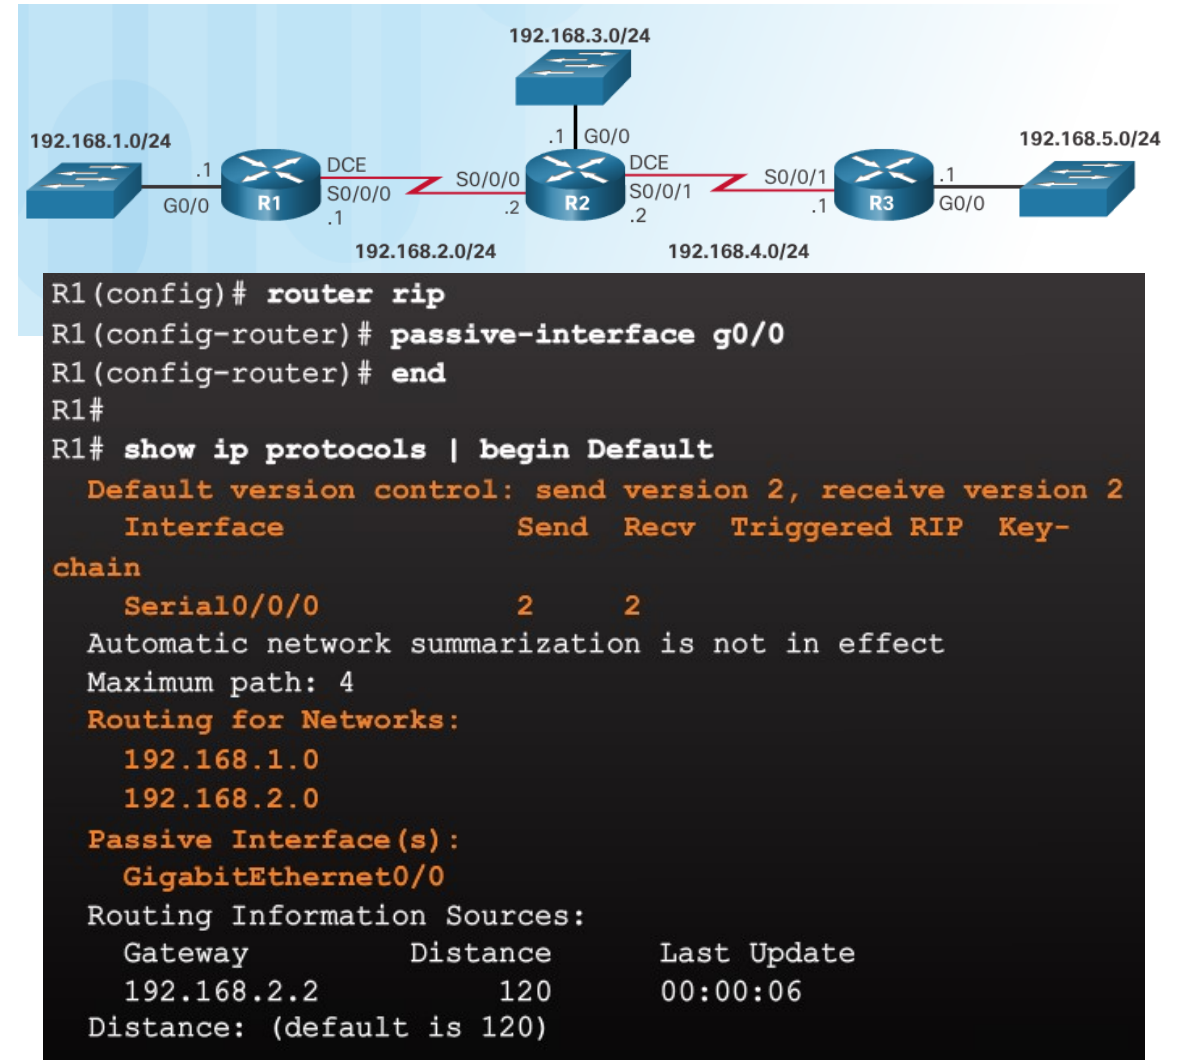 192.168.3.0/24
192.168.1.0/24
192.168.5.0/24
.1 G0/0
.1 DCE
S0/0/0
DCE
S0/0/1
.1
G0/0
R1
S0/0/0
.1
.2
R2
S0/0/1
.2
.1
R3
G0/0
192.168.2.0/24
192.168.4.0/24
R1(config)# router rip
R1(config-router)# passive-interface g0/0
R1(config-router)# end
R1#
R1# show ip protocols | begin Default
Default version control: send version 2, receive version 2
Interface Send Recv Triggered RIP Key-
chain
Serial0/0/0 2 2
Automatic network summarization is not in effect
Maximum path: 4
Routing for Networks:
192.168.1.0
192.168.2.0
Passive Interface(s):
GigabitEthernet0/0
Routing Information Sources:
Gateway Distance Last Update
192.168.2.2 120 00:00:06
Distance: (default is 120)